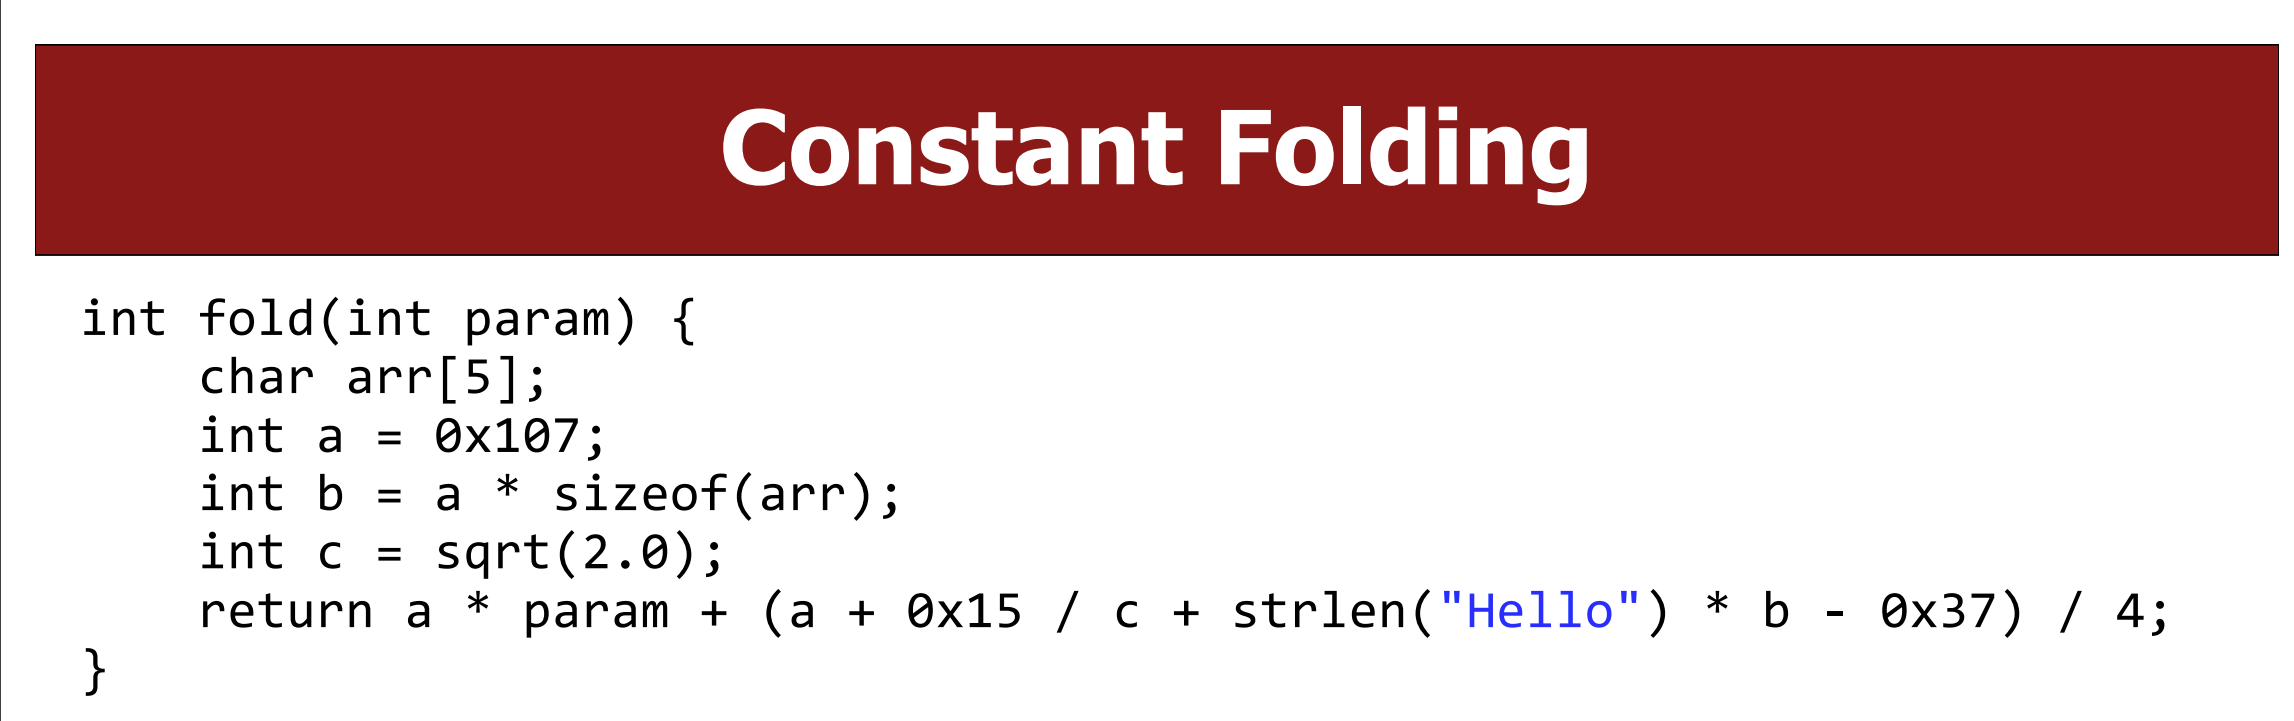 Constant Folding
int fold(int param) {
    char arr[5];
    int a = 0x107;
    int b = a * sizeof(arr);
    int c = sqrt(2.0);
    return a * param + (a + 0x15 / c + strlen("Hello") * b - 0x37) / 4;
}